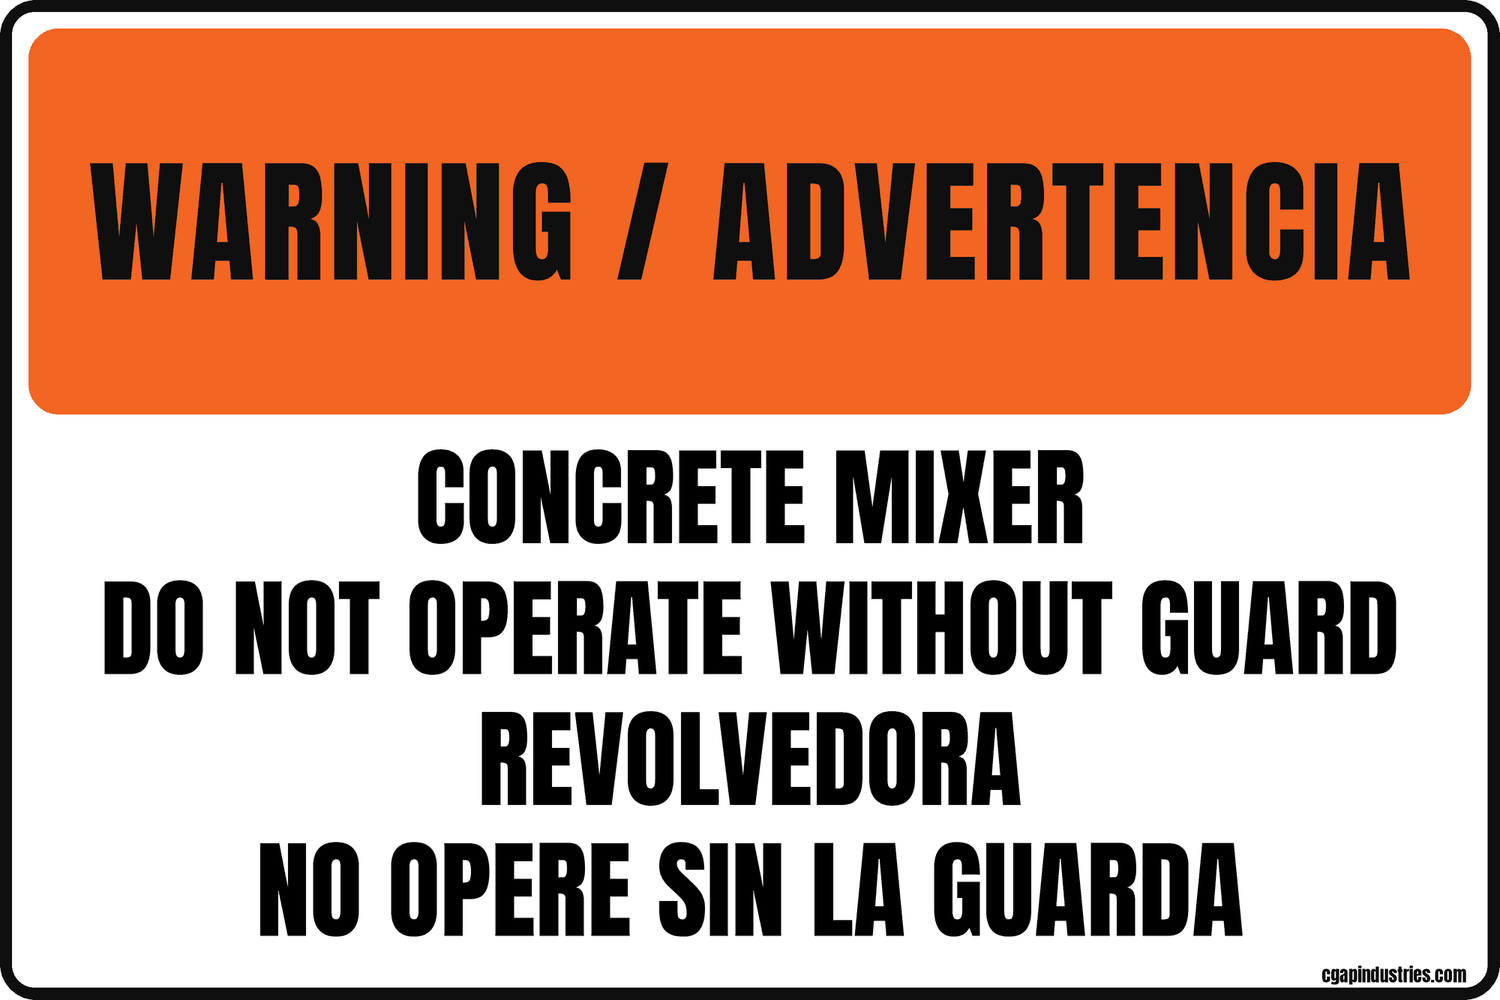 WARNING / ADVERTENCIA
CONCRETE MIXER
DO NOT OPERATE WITHOUT GUARD
REVOLVEDORA
NO OPERE SIN LA GUARDA
cgapindustries.com